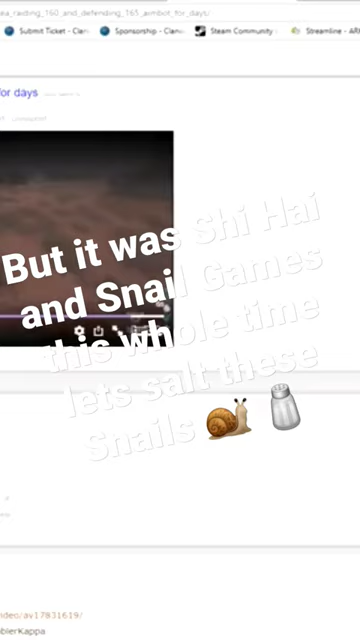 ea_raiding_160_and_defending_165_aimbot_for_days/
Submit Ticket - Clan
Sponsorship - Clan
Steam Community
Streamline - ARK
for days
But it was Shi Hai
and Snail Games
this whole time
lets salt these
Snails
ideo/av17831619/
blerKappa